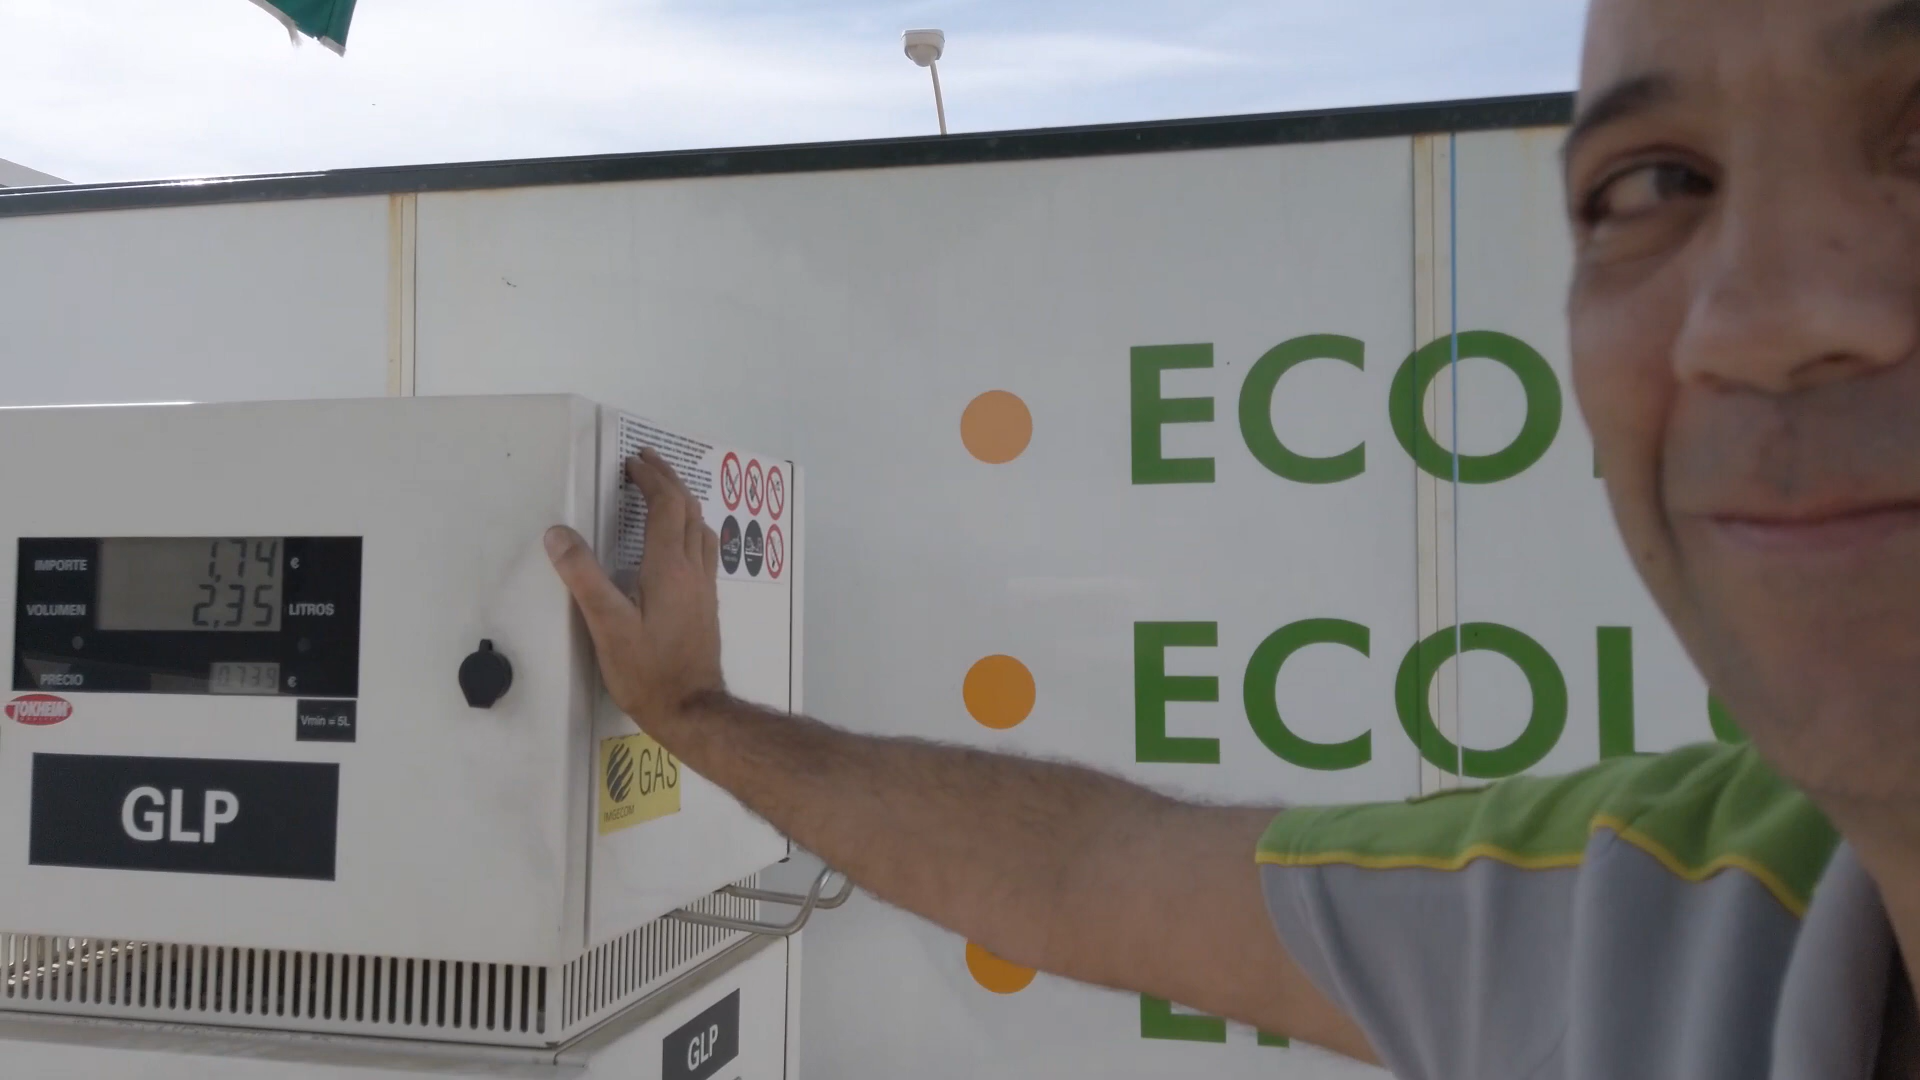 ECO
ECOL
IMPORTE 1,74 €
VOLUMEN 2,35 LITROS
PRECIO 0.739 €
TOKHEIM
Vmin = 5L
GAS
IMGECOM
GLP
GLP